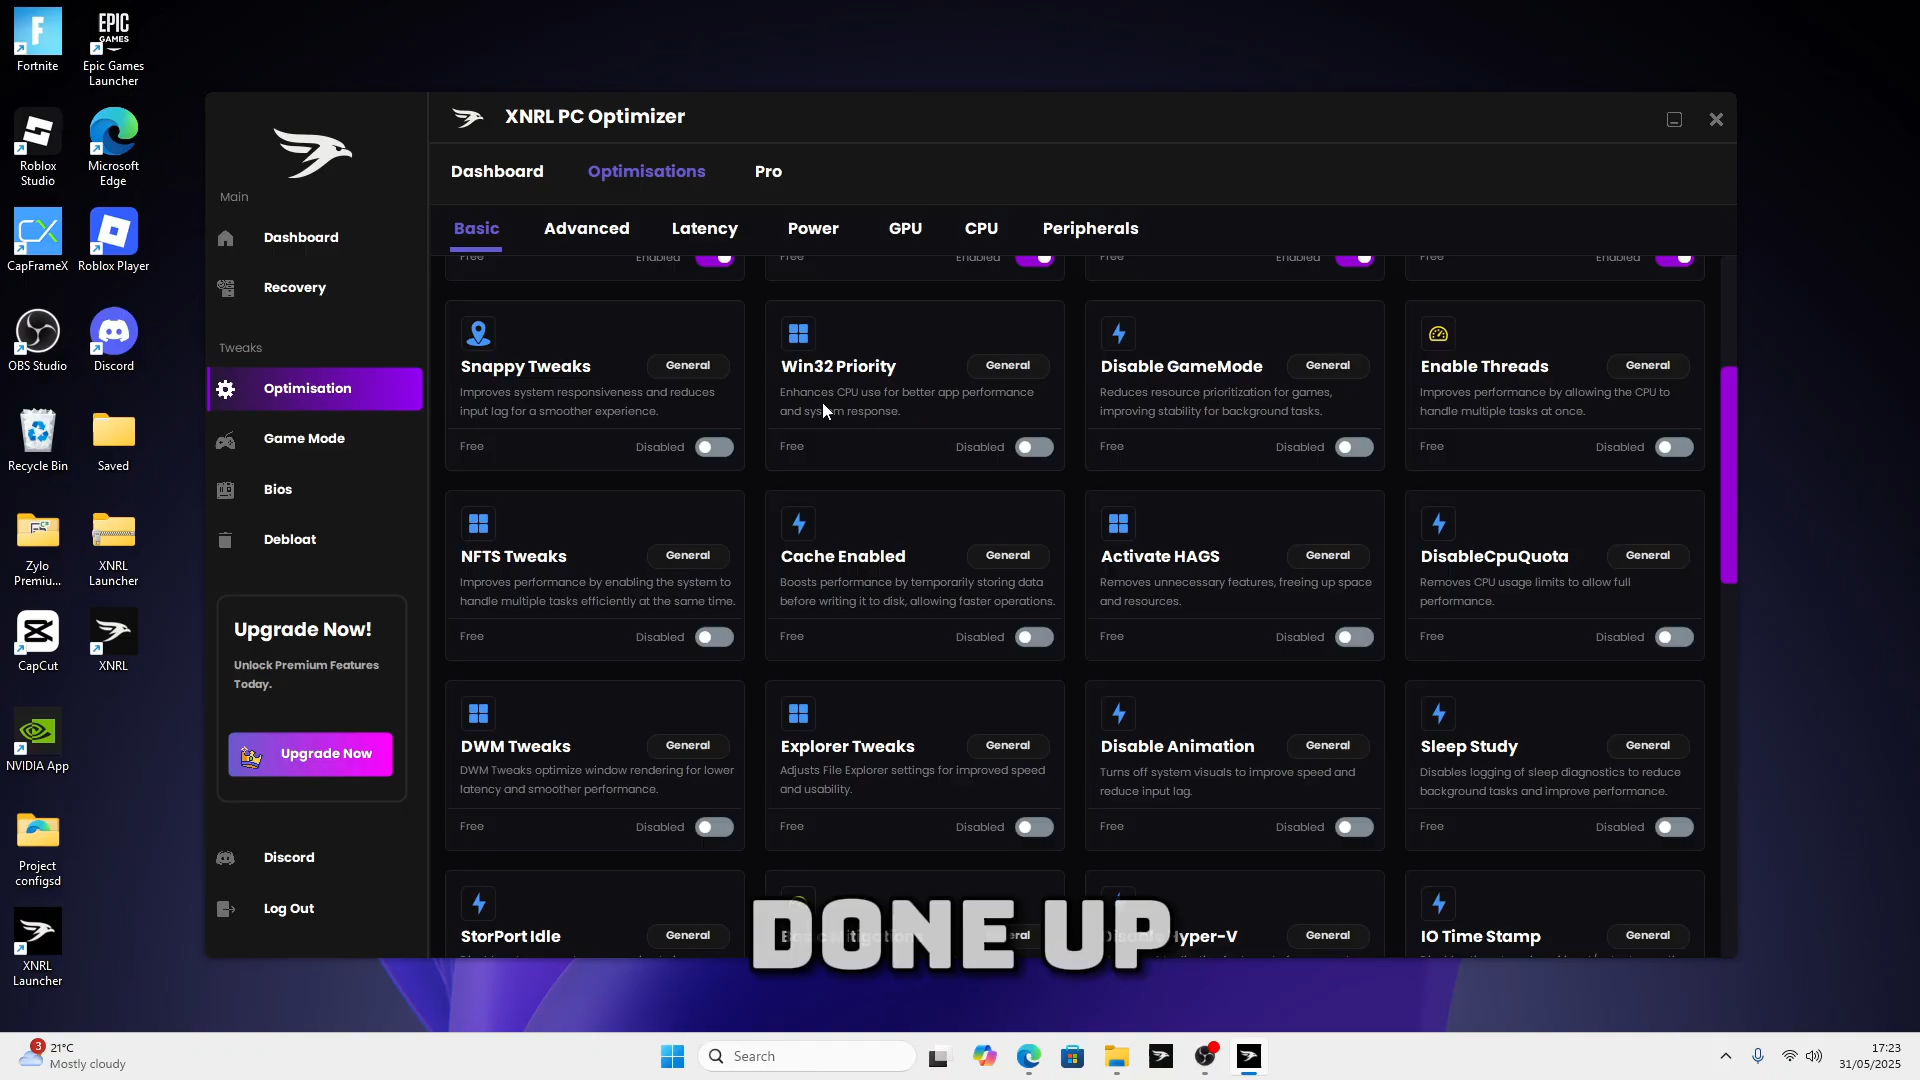 Fortnite
EPIC
GAMES
Epic Games
Launcher
Roblox
Studio
Microsoft
Edge
CapFrameX
Roblox Player
OBS Studio
Discord
Recycle Bin
Saved
Zylo
Premiu...
XNRL
Launcher
CapCut
XNRL
NVIDIA App
Project
configsd
XNRL
Launcher
Main
Dashboard
Recovery
Tweaks
Optimisation
Game Mode
Bios
Debloat
Upgrade Now!
Unlock Premium Features
Today.
Upgrade Now
Discord
Log Out
XNRL PC Optimizer
Dashboard
Optimisations
Pro
Basic
Advanced
Latency
Power
GPU
CPU
Peripherals
Free Enabled
Free Enabled
Free Enabled
Free Enabled
Snappy Tweaks General
Improves system responsiveness and reduces
input lag for a smoother experience.
Free Disabled
Win32 Priority General
Enhances CPU use for better app performance
and system response.
Free Disabled
Disable GameMode General
Reduces resource prioritization for games,
improving stability for background tasks.
Free Disabled
Enable Threads General
Improves performance by allowing the CPU to
handle multiple tasks at once.
Free Disabled
NFTS Tweaks General
Improves performance by enabling the system to
handle multiple tasks efficiently at the same time.
Free Disabled
Cache Enabled General
Boosts performance by temporarily storing data
before writing it to disk, allowing faster operations.
Free Disabled
Activate HAGS General
Removes unnecessary features, freeing up space
and resources.
Free Disabled
DisableCpuQuota General
Removes CPU usage limits to allow full
performance.
Free Disabled
DWM Tweaks General
DWM Tweaks optimize window rendering for lower
latency and smoother performance.
Free Disabled
Explorer Tweaks General
Adjusts File Explorer settings for improved speed
and usability.
Free Disabled
Disable Animation General
Turns off system visuals to improve speed and
reduce input lag.
Free Disabled
Sleep Study General
Disables logging of sleep diagnostics to reduce
background tasks and improve performance.
Free Disabled
StorPort Idle General
Hyper-V General
IO Time Stamp General
DONE UP
3
21°C
Mostly cloudy
Search
17:23
31/05/2025